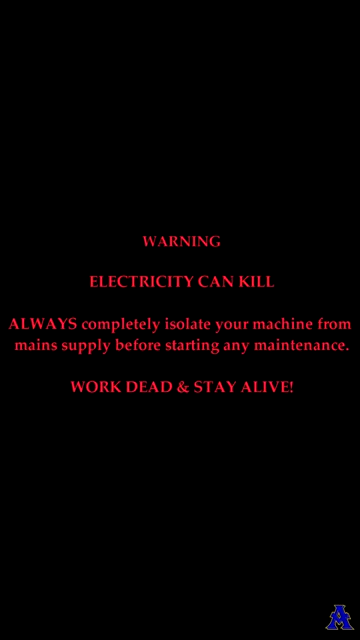 WARNING
ELECTRICITY CAN KILL
ALWAYS completely isolate your machine from
mains supply before starting any maintenance.
WORK DEAD & STAY ALIVE!
A